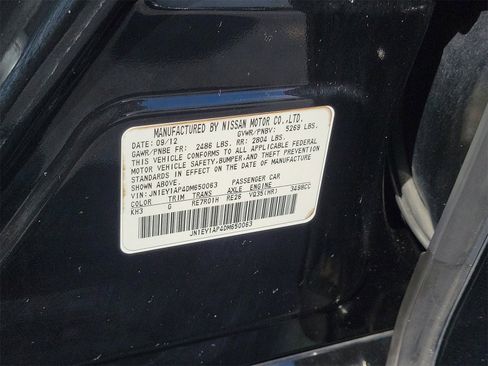 MANUFACTURED BY NISSAN MOTOR CO.,LTD.
DATE: 09/12 GVWR/PNBV: 5269 LBS.
GAWR/PNBE FR: 2486 LBS. RR: 2804 LBS.
THIS VEHICLE CONFORMS TO ALL APPLICABLE FEDERAL
MOTOR VEHICLE SAFETY,BUMPER,AND THEFT PREVENTION
STANDARDS IN EFFECT ON THE DATE OF MANUFACTURE
SHOWN ABOVE.
VIN:JN1EY1AP4DM650063 PASSENGER CAR
COLOR TRIM TRANS AXLE ENGINE
KH3 G RE7R01H RE26 VQ35(HR) 3498CC
JN1EY1AP4DM650063